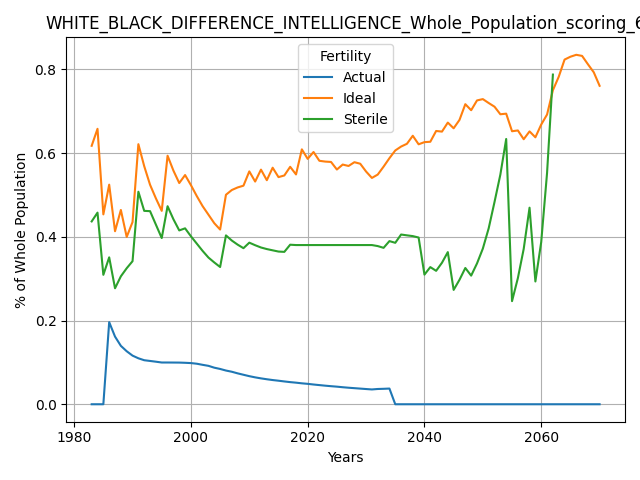 WHITE_BLACK_DIFFERENCE_INTELLIGENCE_Whole_Population_scoring_6
Fertility
Actual
Ideal
Sterile
% of Whole Population
0.8
0.6
0.4
0.2
0.0
1980 2000 2020 2040 2060
Years